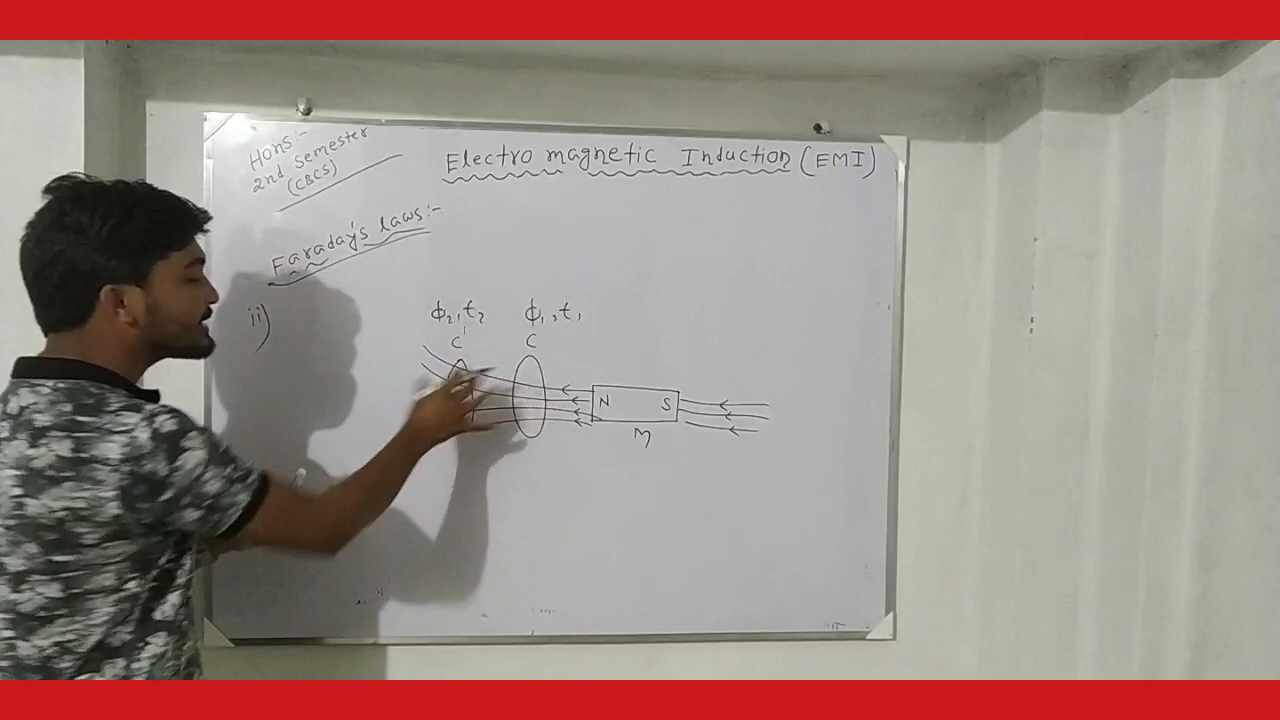 Hons:-
2nd Semester
(CBCS)
Electro magnetic Induction (EMI)
Faraday's laws:-
ii)
ϕ₂, t₂
ϕ₁, t₁
C'
C
N
S
M